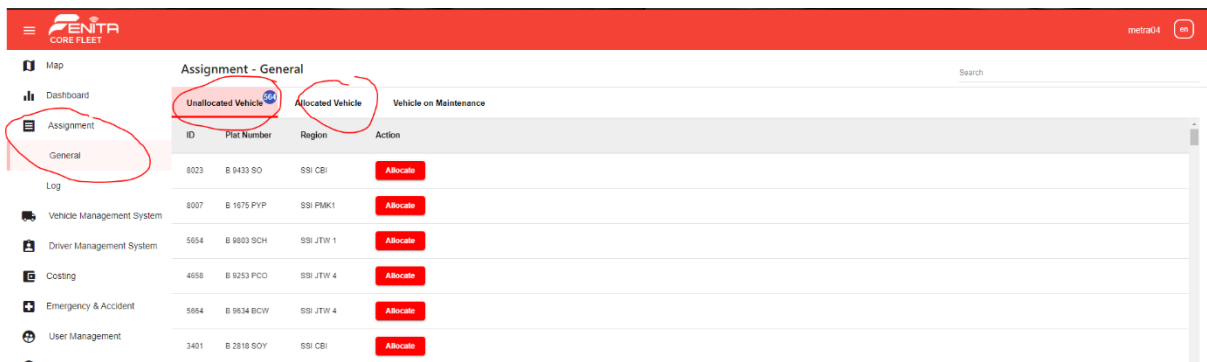 FENITA
CORE FLEET
metra04
en
Map
Dashboard
Assignment
General
Log
Vehicle Management System
Driver Management System
Costing
Emergency & Accident
User Management
Assignment - General
Search
Unallocated Vehicle 564
Allocated Vehicle
Vehicle on Maintenance
ID Plat Number Region Action
8023 B 9433 SO SSI CBI Allocate
8007 B 1675 PYP SSI PMK1 Allocate
5654 B 9803 SCH SSI JTW 1 Allocate
4658 B 9253 PCO SSI JTW 4 Allocate
5664 B 9634 BCW SSI JTW 4 Allocate
3401 B 2818 SOY SSI CBI Allocate